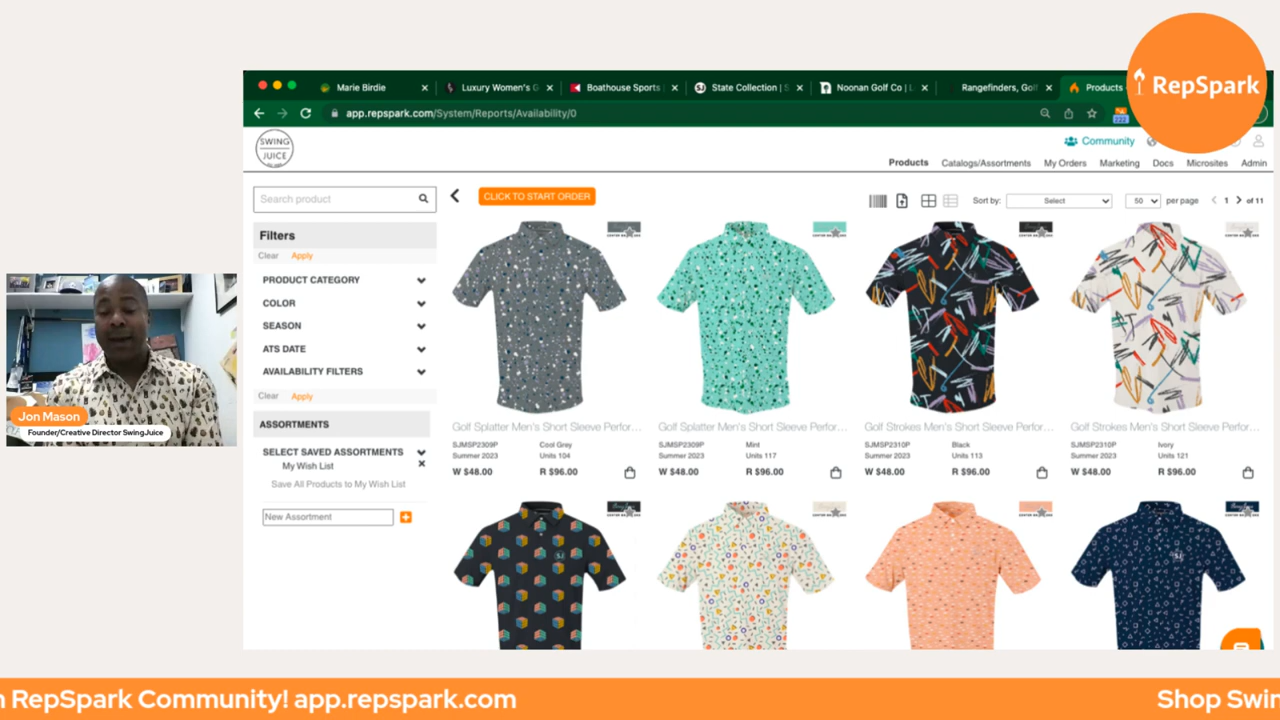 RepSpark
Marie Birdie
Luxury Women's G
Boathouse Sports |
State Collection | S
Noonan Golf Co | L
Rangefinders, Gol
Products
app.repspark.com/System/Reports/Availability/0
SWING JUICE
Community
Products
Catalogs/Assortments
My Orders
Marketing
Docs
Microsites
Admin
Search product
CLICK TO START ORDER
Sort by:
Select
50
per page
1
of 11
Filters
Clear
Apply
PRODUCT CATEGORY
COLOR
SEASON
ATS DATE
AVAILABILITY FILTERS
Clear
Apply
ASSORTMENTS
SELECT SAVED ASSORTMENTS
My Wish List
Save All Products to My Wish List
New Assortment
Golf Splatter Men's Short Sleeve Perfor...
SJMSP2309P
Cool Grey
Summer 2023
Units 104
W $48.00
R $96.00
Golf Splatter Men's Short Sleeve Perfor...
SJMSP2309P
Mint
Summer 2023
Units 117
W $48.00
R $96.00
Golf Strokes Men's Short Sleeve Perfor...
SJMSP2310P
Black
Summer 2023
Units 113
W $48.00
R $96.00
Golf Strokes Men's Short Sleeve Perfor...
SJMSP2310P
Ivory
Summer 2023
Units 121
W $48.00
R $96.00
Jon Mason
Founder/Creative Director SwingJuice
RepSpark Community! app.repspark.com
Shop Swin